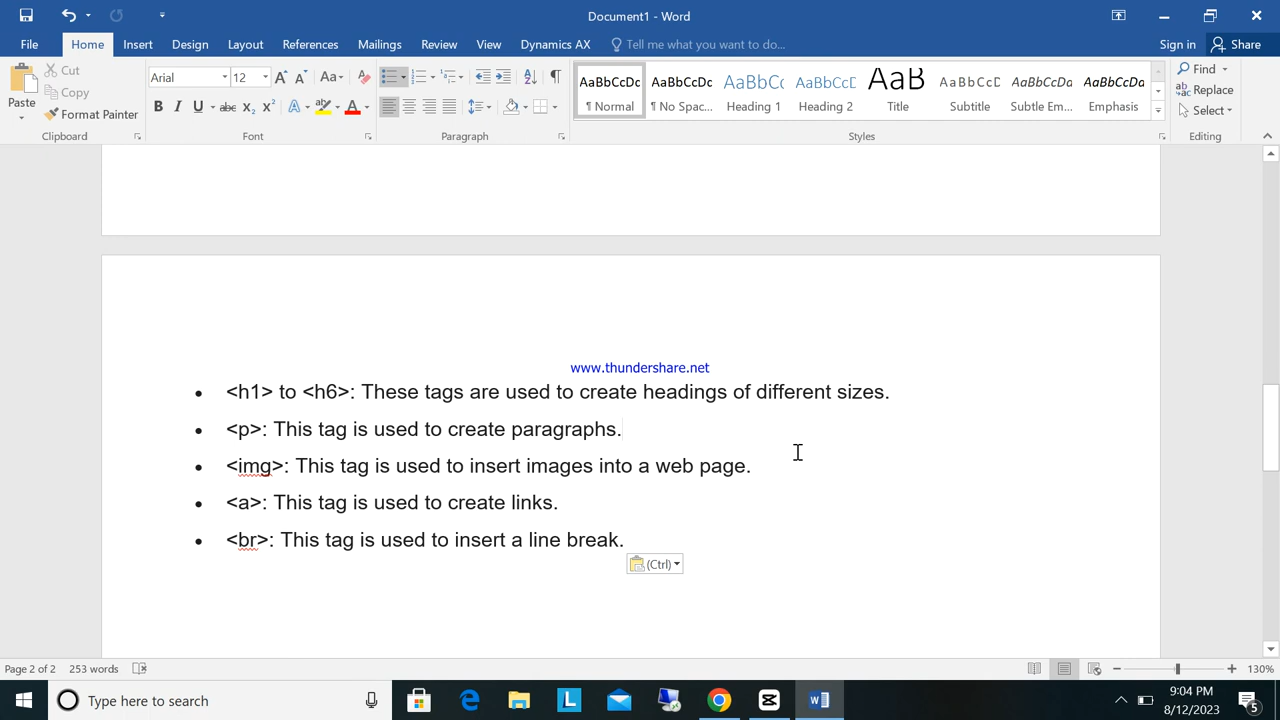 Document1 - Word
File Home Insert Design Layout References Mailings Review View Dynamics AX Tell me what you want to do... Sign in Share
Paste
Cut
Copy
Format Painter
Clipboard
Arial 12
Font
Paragraph
AaBbCcDc AaBbCcDc AaBbCc AaBbCcD AaB AaBbCcD AaBbCcDc AaBbCcDc
¶ Normal ¶ No Spac... Heading 1 Heading 2 Title Subtitle Subtle Em... Emphasis
Styles
Find
Replace
Select
Editing
www.thundershare.net
• <h1> to <h6>: These tags are used to create headings of different sizes.
• <p>: This tag is used to create paragraphs.
• <img>: This tag is used to insert images into a web page.
• <a>: This tag is used to create links.
• <br>: This tag is used to insert a line break.
(Ctrl)
Page 2 of 2 253 words 130%
Type here to search
9:04 PM
8/12/2023
5